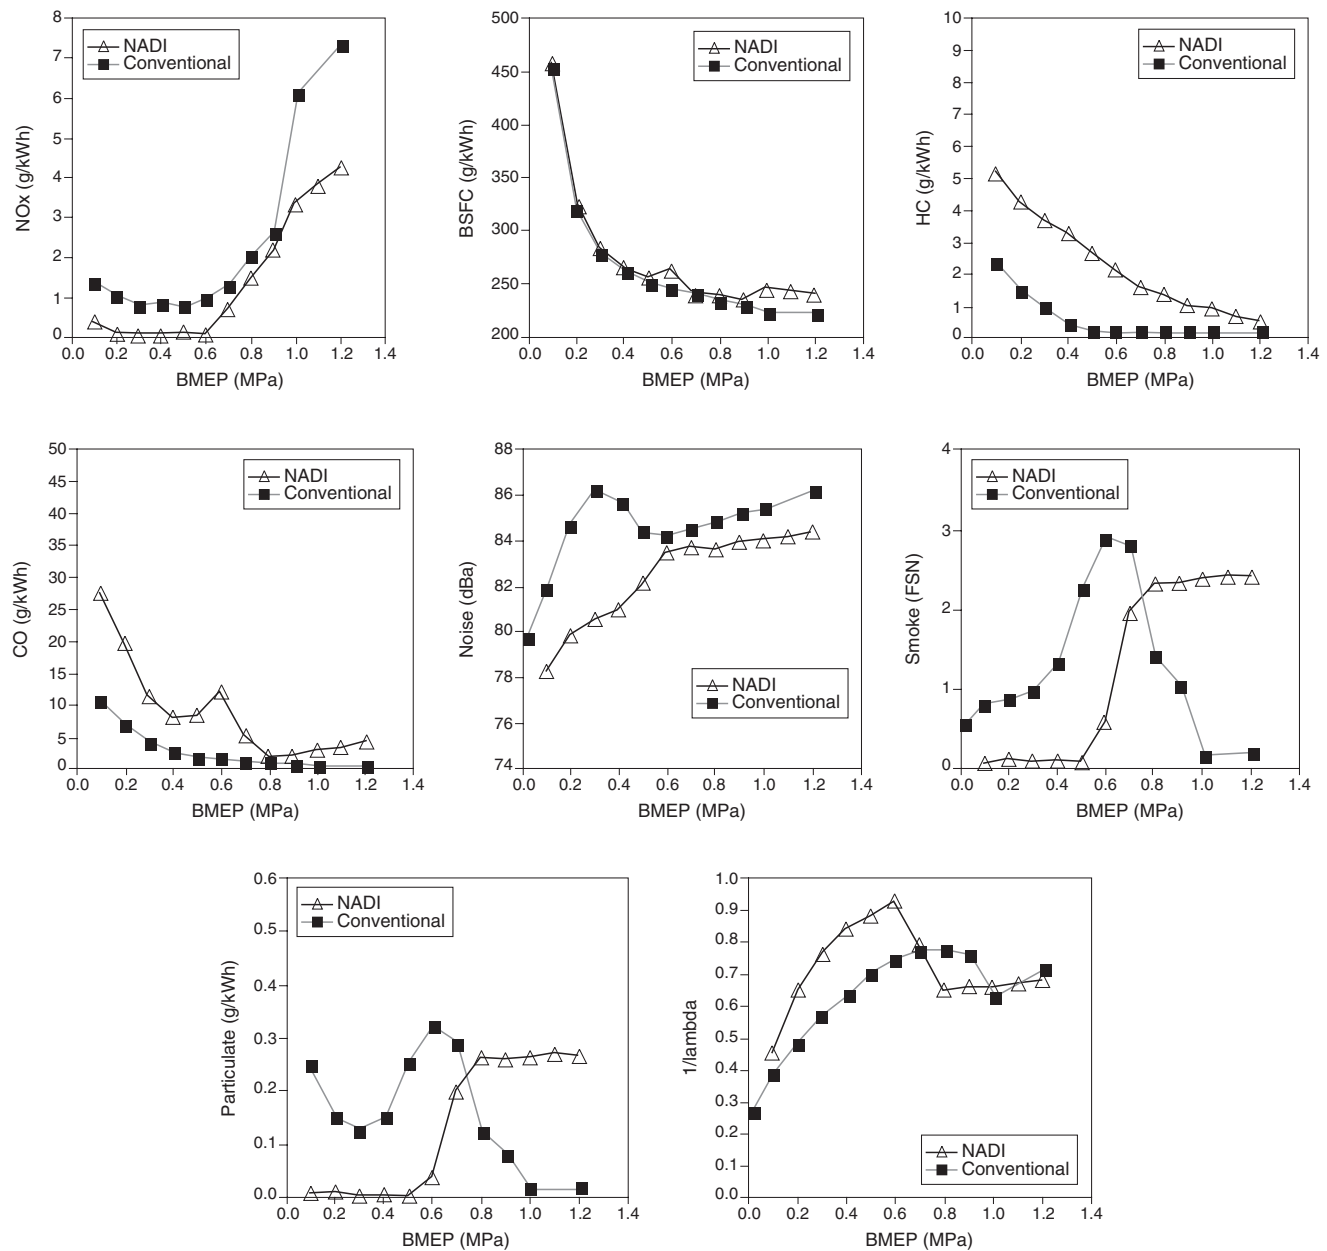 8
7
6
5
4
3
2
1
0
NOx (g/kWh)
NADI
Conventional
0.0 0.2 0.4 0.6 0.8 1.0 1.2 1.4
BMEP (MPa)
500
450
400
350
300
250
200
BSFC (g/kWh)
NADI
Conventional
0.0 0.2 0.4 0.6 0.8 1.0 1.2 1.4
BMEP (MPa)
10
9
8
7
6
5
4
3
2
1
0
HC (g/kWh)
NADI
Conventional
0.0 0.2 0.4 0.6 0.8 1.0 1.2 1.4
BMEP (MPa)
50
45
40
35
30
25
20
15
10
5
0
CO (g/kWh)
NADI
Conventional
0.0 0.2 0.4 0.6 0.8 1.0 1.2 1.4
BMEP (MPa)
88
86
84
82
80
78
76
74
Noise (dBa)
NADI
Conventional
0.0 0.2 0.4 0.6 0.8 1.0 1.2 1.4
BMEP (MPa)
4
3
2
1
0
Smoke (FSN)
NADI
Conventional
0.0 0.2 0.4 0.6 0.8 1.0 1.2 1.4
BMEP (MPa)
0.6
0.5
0.4
0.3
0.2
0.1
0.0
Particulate (g/kWh)
NADI
Conventional
0.0 0.2 0.4 0.6 0.8 1.0 1.2 1.4
BMEP (MPa)
1.0
0.9
0.8
0.7
0.6
0.5
0.4
0.3
0.2
0.1
0.0
1/lambda
NADI
Conventional
0.0 0.2 0.4 0.6 0.8 1.0 1.2 1.4
BMEP (MPa)